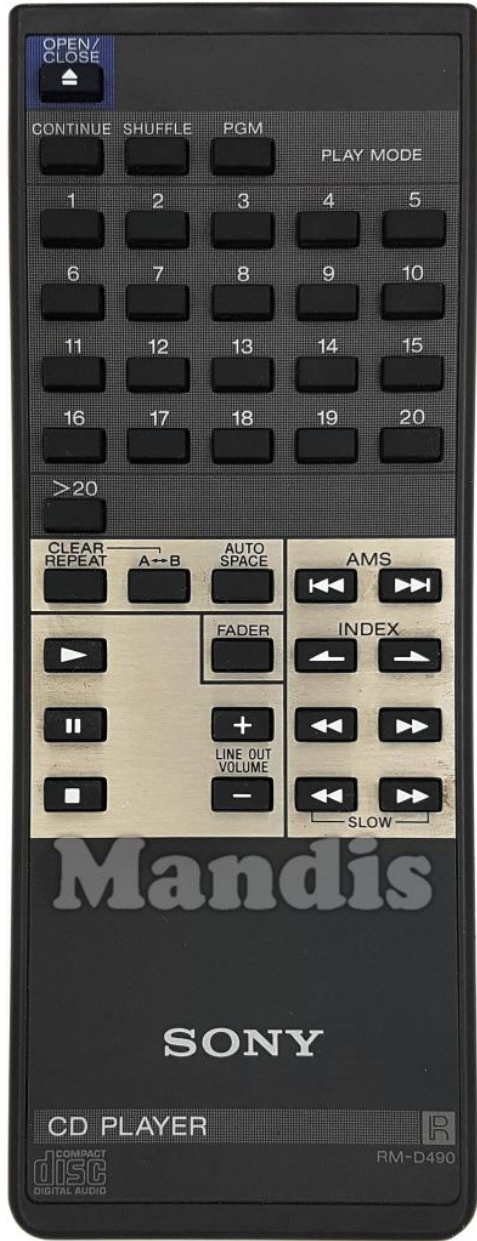 OPEN/
CLOSE
CONTINUE SHUFFLE PGM
PLAY MODE
1 2 3 4 5
6 7 8 9 10
11 12 13 14 15
16 17 18 19 20
>20
CLEAR
REPEAT A↔B AUTO
SPACE AMS
FADER INDEX
+
LINE OUT
VOLUME
−
SLOW
Mandis
SONY
CD PLAYER R
RM-D490
COMPACT
disc
DIGITAL AUDIO